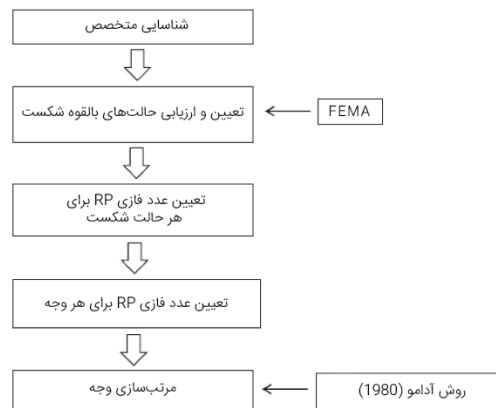 شناسایی متخصص
تعیین و ارزیابی حالت‌های بالقوه شکست
FEMA
تعیین عدد فازی RP برای
هر حالت شکست
تعیین عدد فازی RP برای هر وجه
مرتب‌سازی وجه
روش آدامو (1980)